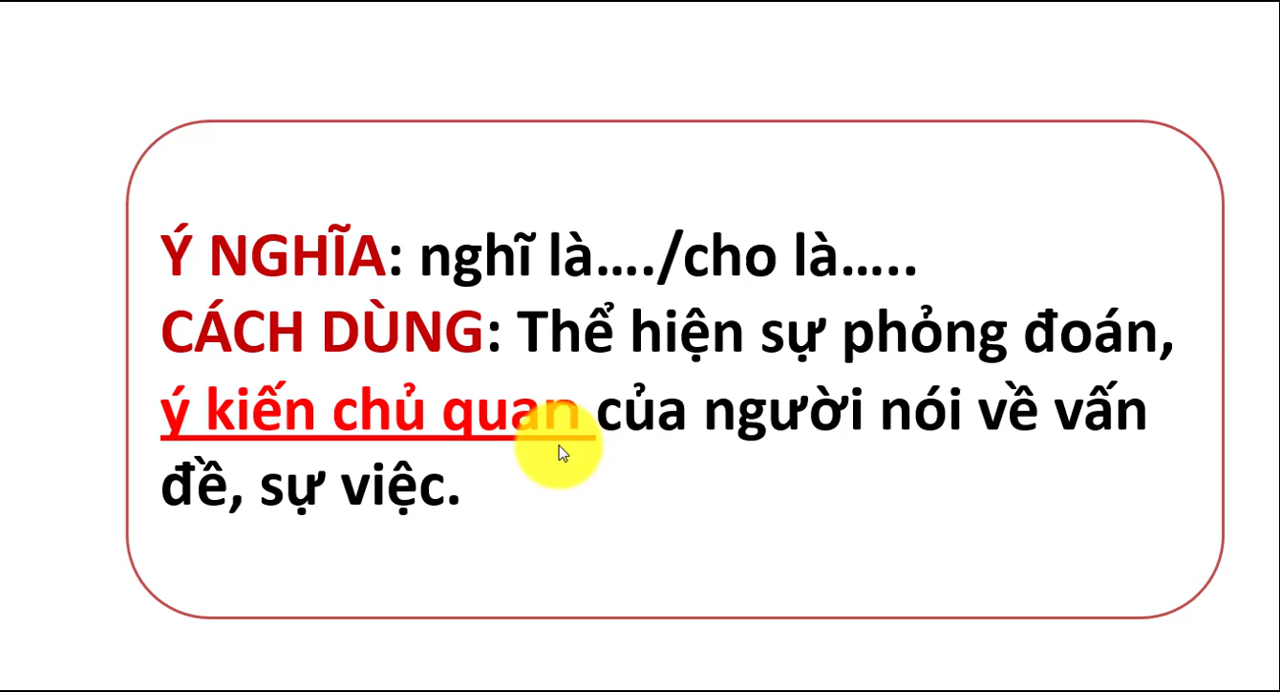 Ý NGHĨA: nghĩ là..../cho là.....
CÁCH DÙNG: Thể hiện sự phỏng đoán,
ý kiến chủ quan của người nói về vấn
đề, sự việc.